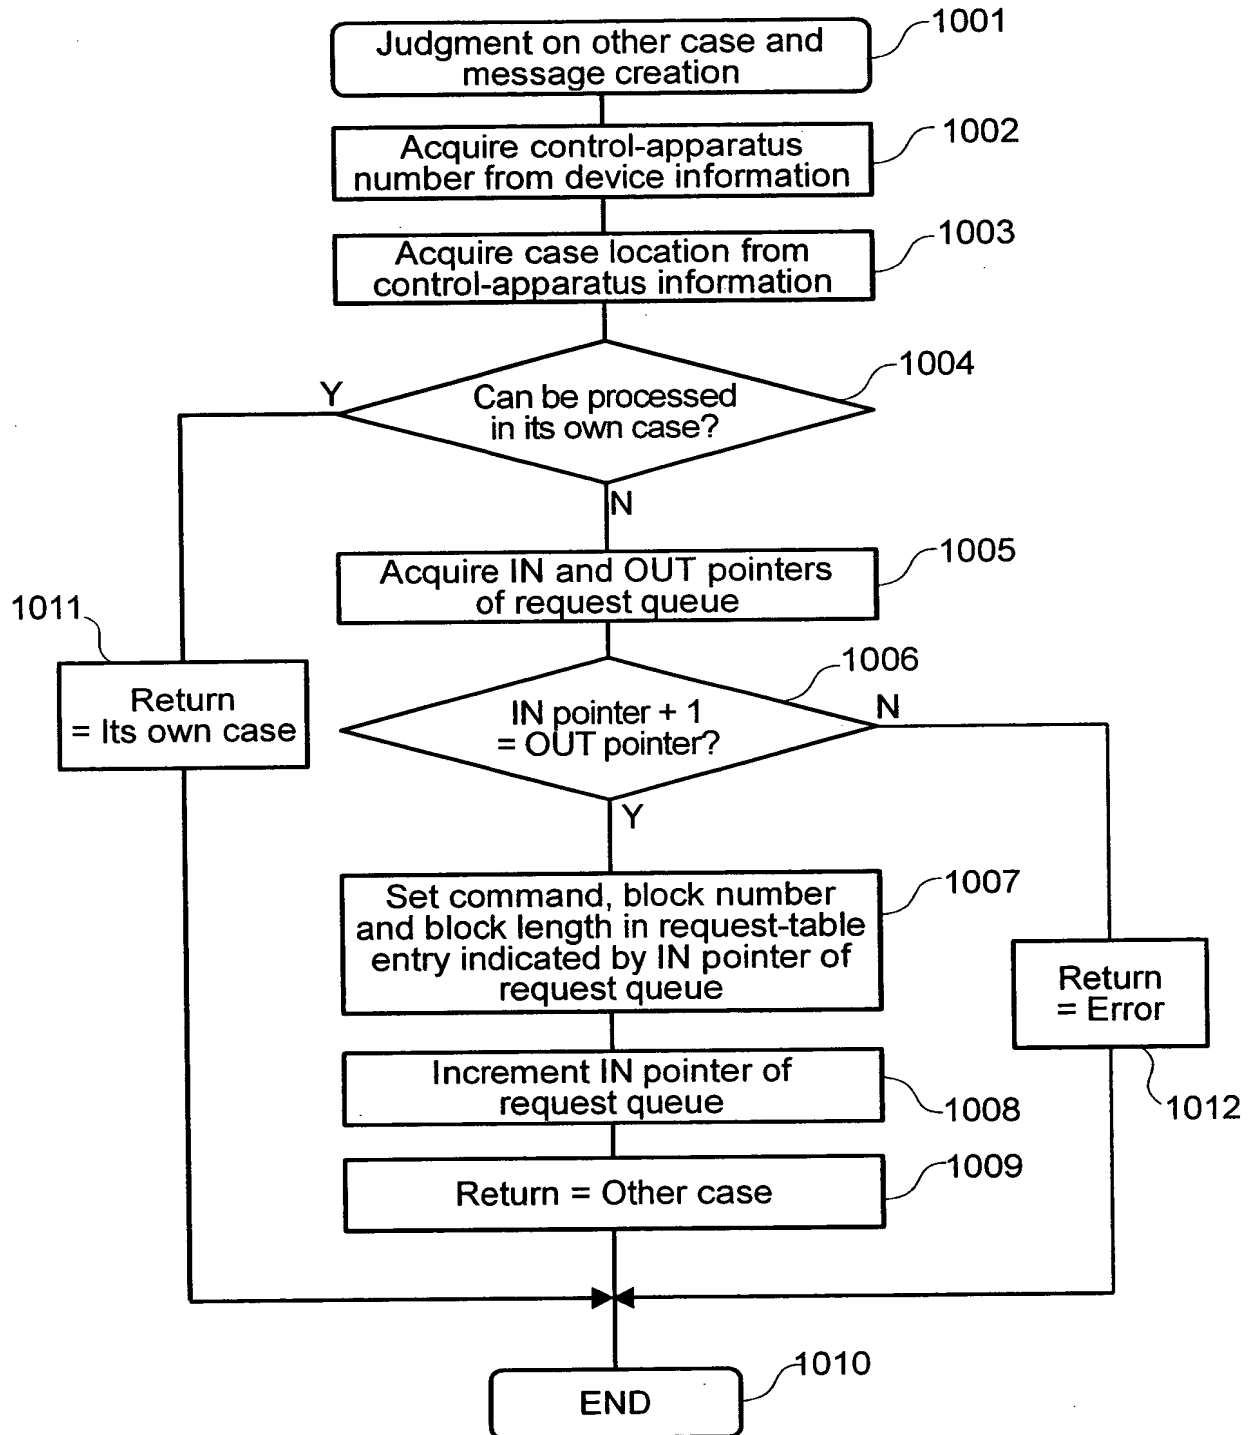 Judgment on other case and
message creation
1001
Acquire control-apparatus
number from device information
1002
Acquire case location from
control-apparatus information
1003
Can be processed
in its own case?
1004
Y
N
Acquire IN and OUT pointers
of request queue
1005
1011
Return
= Its own case
IN pointer + 1
= OUT pointer?
1006
N
Y
Set command, block number
and block length in request-table
entry indicated by IN pointer of
request queue
1007
Return
= Error
1012
Increment IN pointer of
request queue
1008
Return = Other case
1009
END
1010